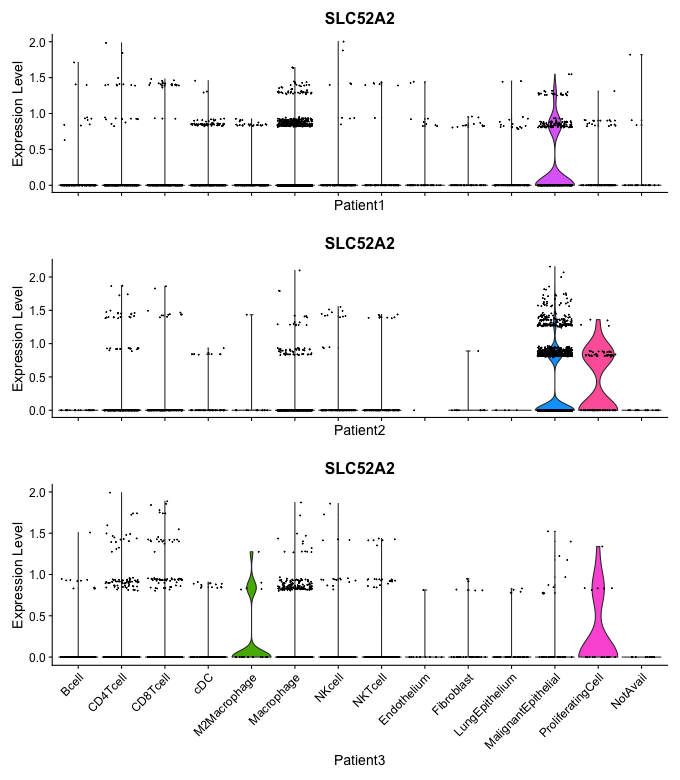 SLC52A2
Expression Level
2.0
1.5
1.0
0.5
0.0
Patient1
SLC52A2
Expression Level
2.0
1.5
1.0
0.5
0.0
Patient2
SLC52A2
Expression Level
2.0
1.5
1.0
0.5
0.0
Bcell
CD4Tcell
CD8Tcell
cDC
M2Macrophage
Macrophage
NKcell
NKTcell
Endothelium
Fibroblast
LungEpithelium
MalignantEpithelial
ProliferatingCell
NotAvail
Patient3